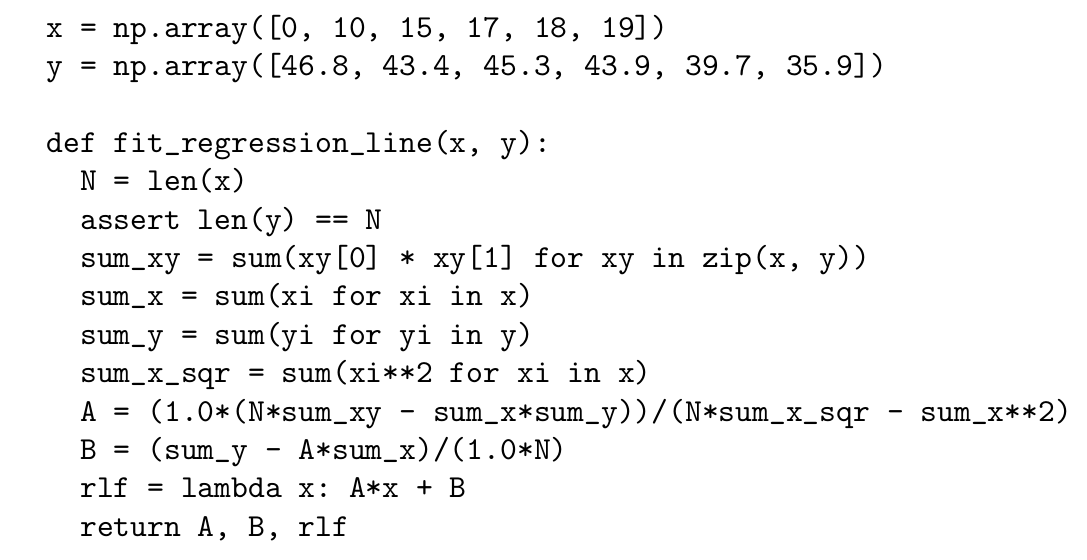 x = np.array([0, 10, 15, 17, 18, 19])
y = np.array([46.8, 43.4, 45.3, 43.9, 39.7, 35.9])

def fit_regression_line(x, y):
  N = len(x)
  assert len(y) == N
  sum_xy = sum(xy[0] * xy[1] for xy in zip(x, y))
  sum_x = sum(xi for xi in x)
  sum_y = sum(yi for yi in y)
  sum_x_sqr = sum(xi**2 for xi in x)
  A = (1.0*(N*sum_xy - sum_x*sum_y))/(N*sum_x_sqr - sum_x**2)
  B = (sum_y - A*sum_x)/(1.0*N)
  rlf = lambda x: A*x + B
  return A, B, rlf